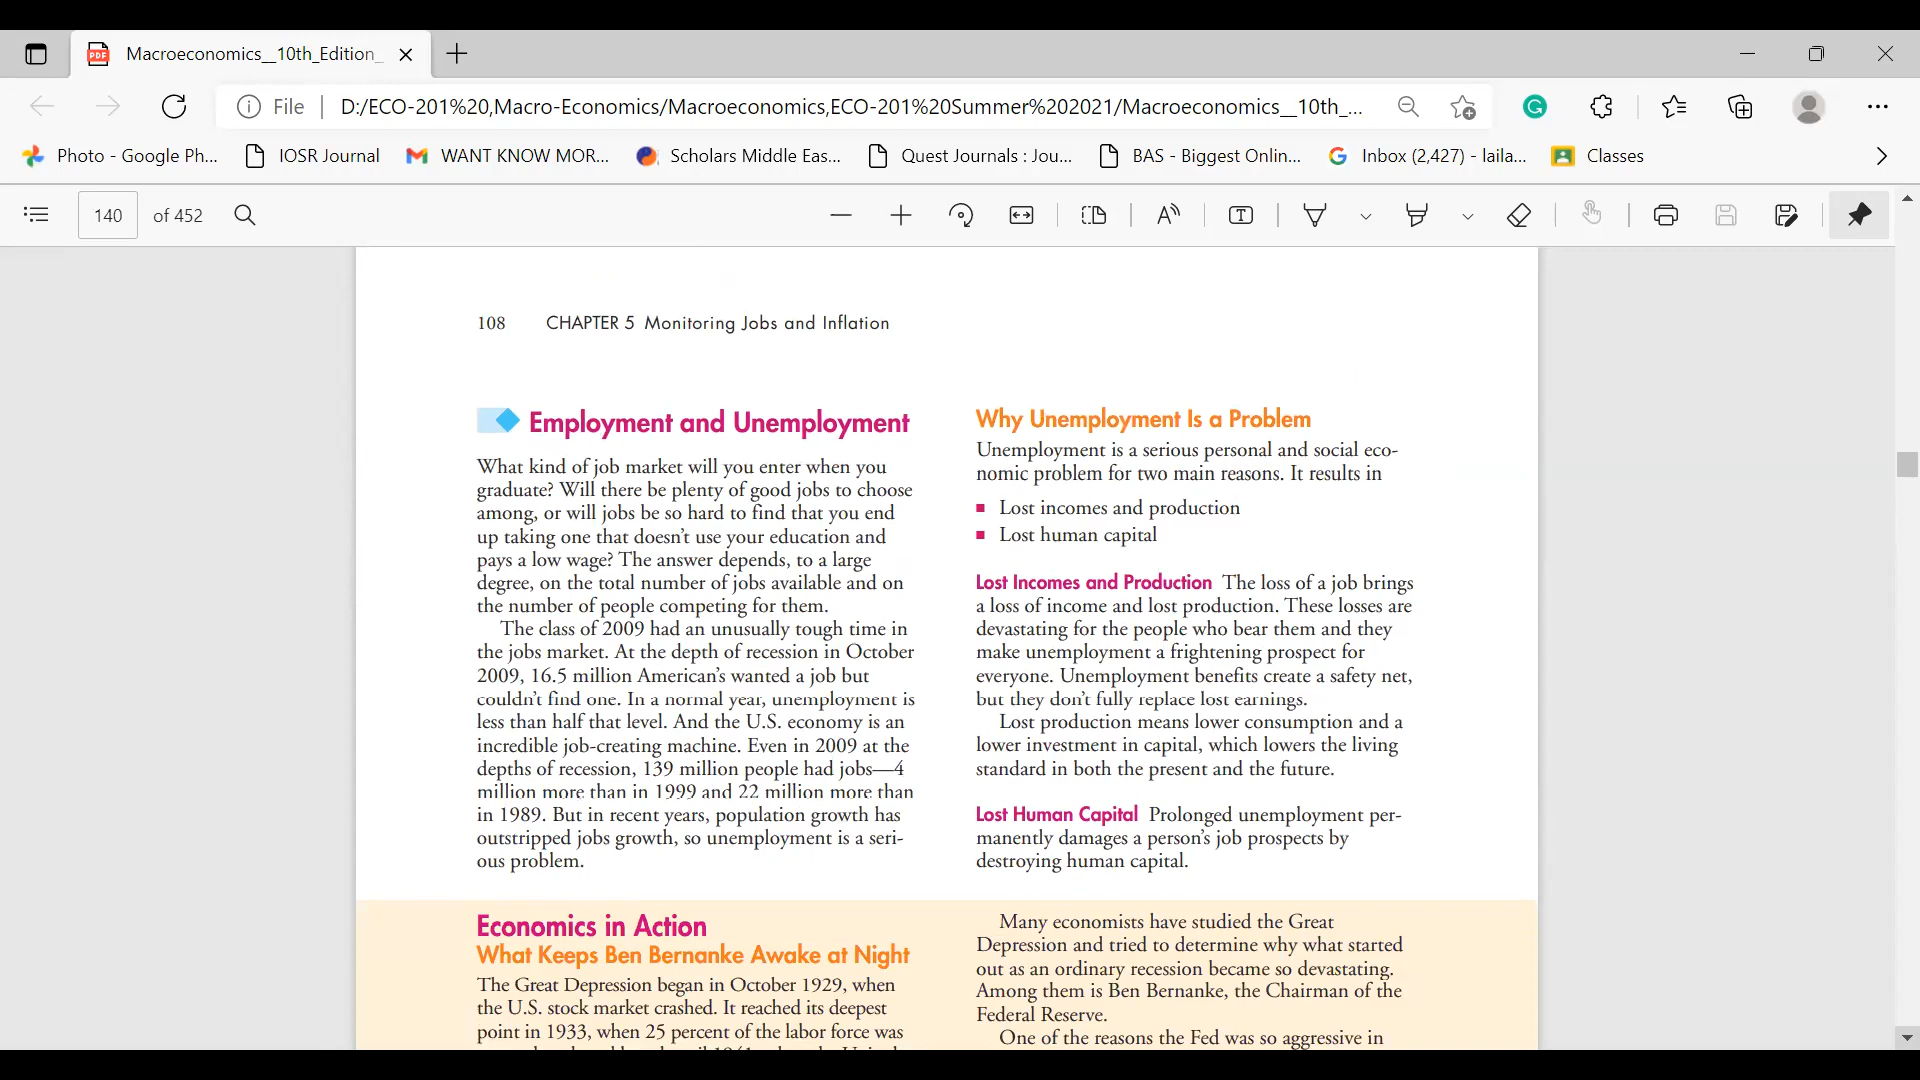 Macroeconomics__10th_Edition_
File
D:/ECO-201%20,Macro-Economics/Macroeconomics,ECO-201%20Summer%202021/Macroeconomics__10th_...
Photo - Google Ph...
IOSR Journal
WANT KNOW MOR...
Scholars Middle Eas...
Quest Journals : Jou...
BAS - Biggest Onlin...
Inbox (2,427) - laila...
Classes
140 of 452
108 CHAPTER 5 Monitoring Jobs and Inflation
Employment and Unemployment
What kind of job market will you enter when you
graduate? Will there be plenty of good jobs to choose
among, or will jobs be so hard to find that you end
up taking one that doesn't use your education and
pays a low wage? The answer depends, to a large
degree, on the total number of jobs available and on
the number of people competing for them.
The class of 2009 had an unusually tough time in
the jobs market. At the depth of recession in October
2009, 16.5 million American's wanted a job but
couldn't find one. In a normal year, unemployment is
less than half that level. And the U.S. economy is an
incredible job-creating machine. Even in 2009 at the
depths of recession, 139 million people had jobs—4
million more than in 1999 and 22 million more than
in 1989. But in recent years, population growth has
outstripped jobs growth, so unemployment is a seri-
ous problem.
Why Unemployment Is a Problem
Unemployment is a serious personal and social eco-
nomic problem for two main reasons. It results in
■ Lost incomes and production
■ Lost human capital
Lost Incomes and Production The loss of a job brings
a loss of income and lost production. These losses are
devastating for the people who bear them and they
make unemployment a frightening prospect for
everyone. Unemployment benefits create a safety net,
but they don't fully replace lost earnings.
Lost production means lower consumption and a
lower investment in capital, which lowers the living
standard in both the present and the future.
Lost Human Capital Prolonged unemployment per-
manently damages a person's job prospects by
destroying human capital.
Economics in Action
What Keeps Ben Bernanke Awake at Night
The Great Depression began in October 1929, when
the U.S. stock market crashed. It reached its deepest
point in 1933, when 25 percent of the labor force was
Many economists have studied the Great
Depression and tried to determine why what started
out as an ordinary recession became so devastating.
Among them is Ben Bernanke, the Chairman of the
Federal Reserve.
One of the reasons the Fed was so aggressive in